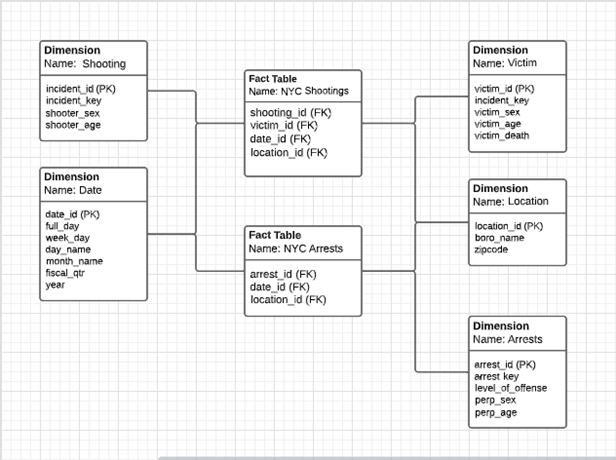 Dimension
Name: Shooting
incident_id (PK)
incident_key
shooter_sex
shooter_age
Dimension
Name: Date
date_id (PK)
full_day
week_day
day_name
month_name
fiscal_qtr
year
Fact Table
Name: NYC Shootings
shooting_id (FK)
victim_id (FK)
date_id (FK)
location_id (FK)
Fact Table
Name: NYC Arrests
arrest_id (FK)
date_id (FK)
location_id (FK)
Dimension
Name: Victim
victim_id (PK)
incident_key
victim_sex
victim_age
victim_death
Dimension
Name: Location
location_id (PK)
boro_name
zipcode
Dimension
Name: Arrests
arrest_id (PK)
arrest key
level_of_offense
perp_sex
perp_age